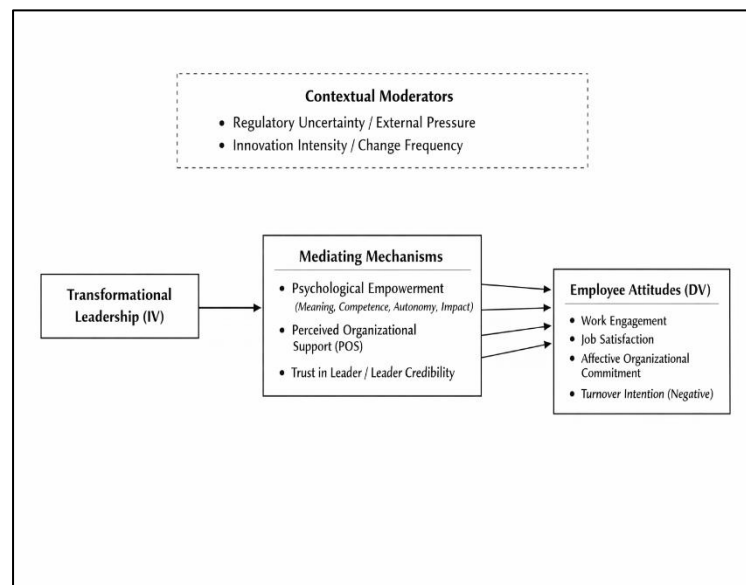 Contextual Moderators
• Regulatory Uncertainty / External Pressure
• Innovation Intensity / Change Frequency
Transformational
Leadership (IV)
Mediating Mechanisms
• Psychological Empowerment
(Meaning, Competence, Autonomy, Impact)
• Perceived Organizational
Support (POS)
• Trust in Leader / Leader Credibility
Employee Attitudes (DV)
• Work Engagement
• Job Satisfaction
• Affective Organizational
Commitment
• Turnover Intention (Negative)